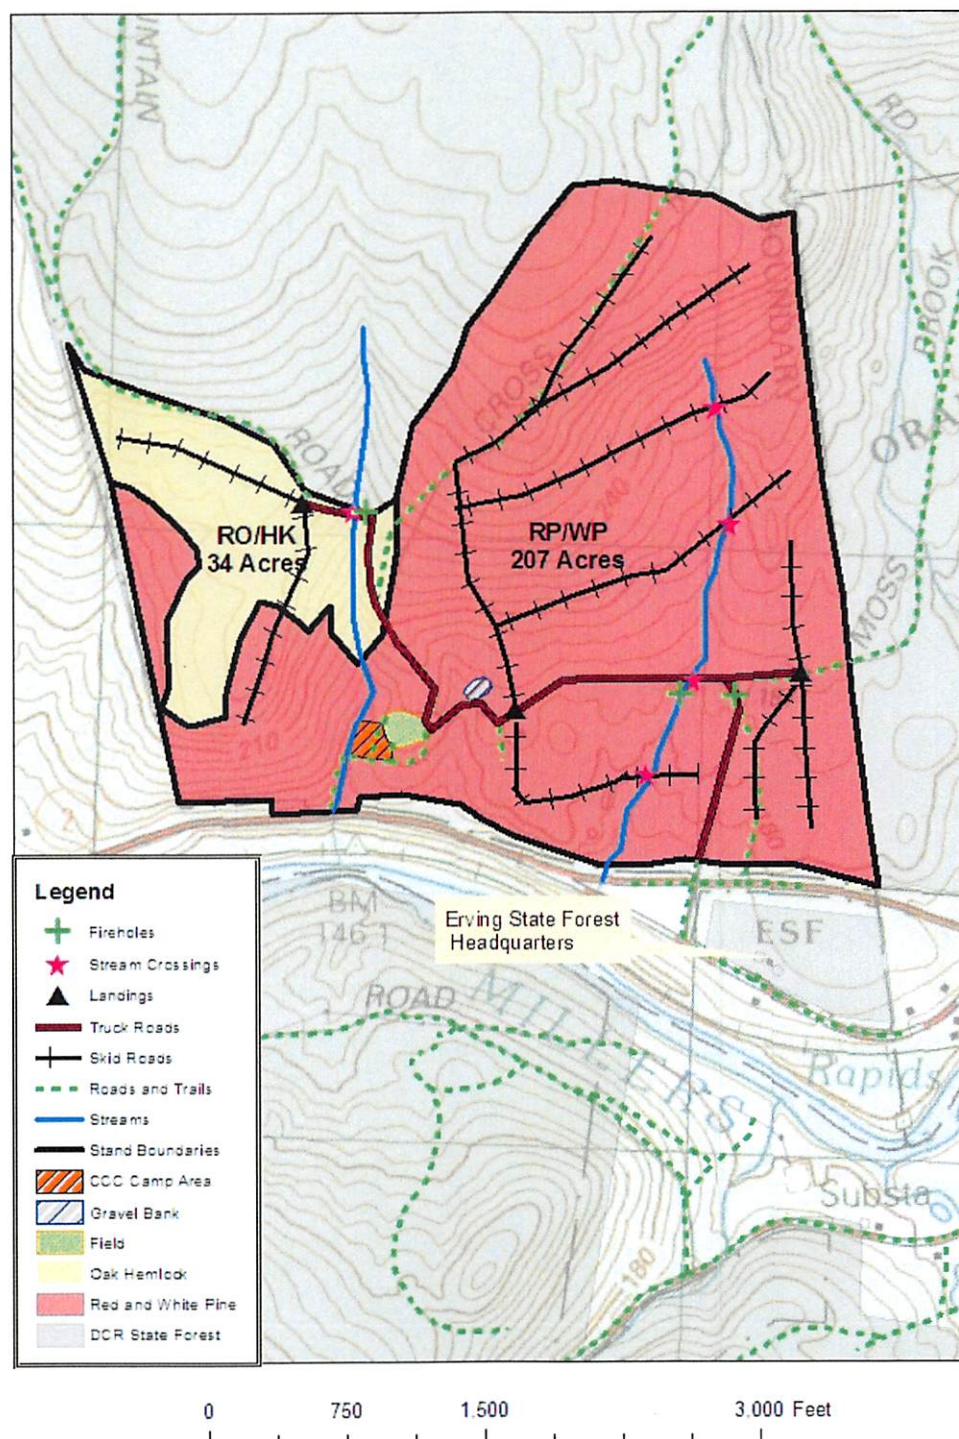 UNTAIN
RD
CROSS
OUNDARY
BROOK
ROAD
RO/HK
34 Acres
RP/WP
207 Acres
240
MOSS
210
2
180
Legend
Fireholes
Stream Crossings
Landings
Truck Roads
Skid Roads
Roads and Trails
Streams
Stand Boundaries
CCC Camp Area
Gravel Bank
Field
Oak Hemlock
Red and White Pine
DCR State Forest
BM
146.1
Erving State Forest
Headquarters
ESF
ROAD
MILLERS
Rapids
Substa
180
0 750 1,500 3,000 Feet